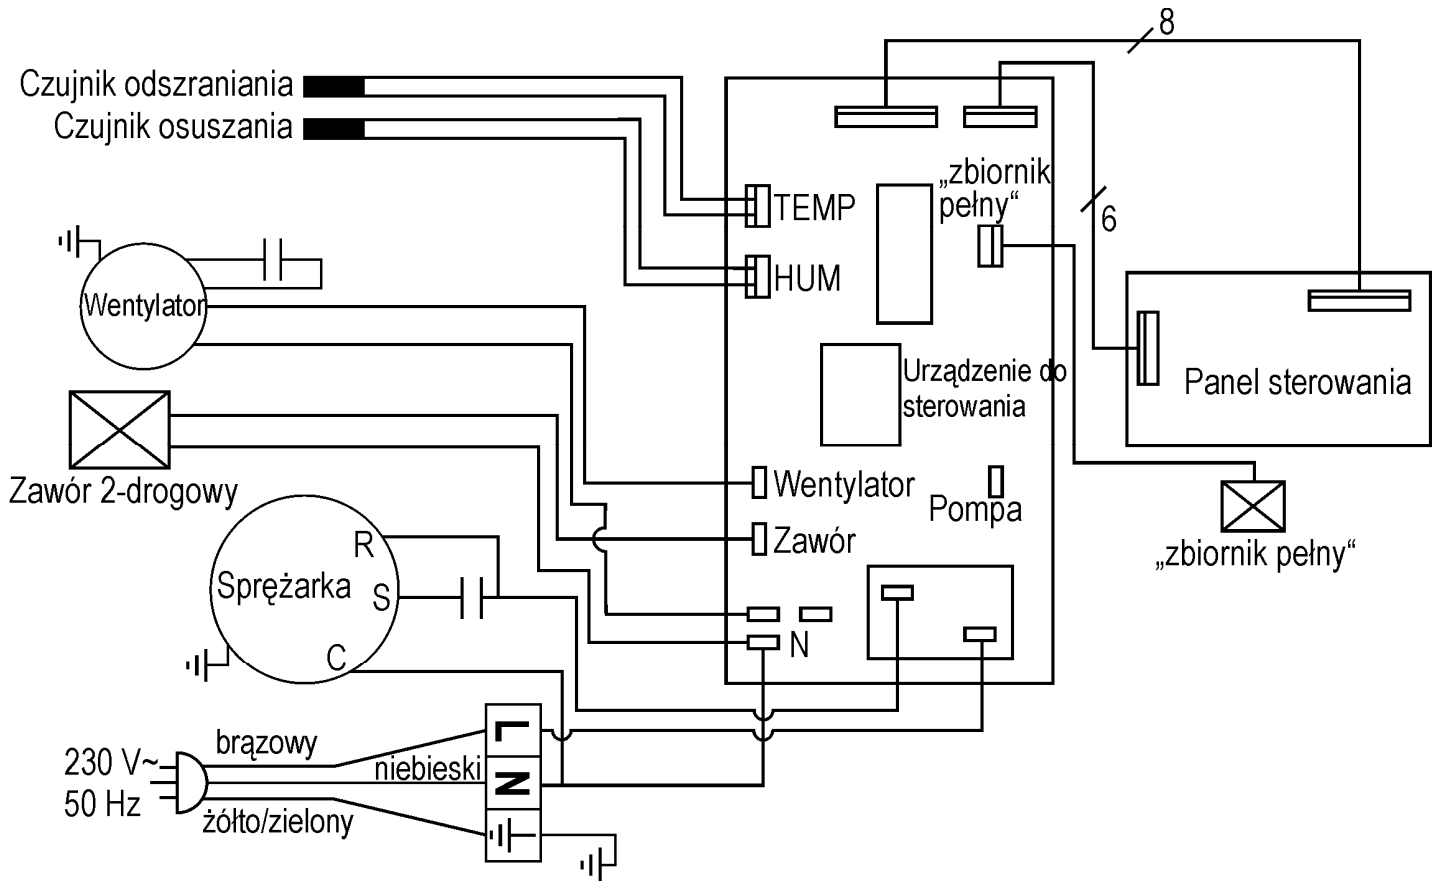 8
Czujnik odszraniania
Czujnik osuszania
„zbiornik
pełny“
TEMP
6
HUM
Wentylator
Urządzenie do
sterowania
Panel sterowania
Zawór 2-drogowy
Wentylator
Pompa
Zawór
„zbiornik pełny“
R
Sprężarka
S
C
N
L
brązowy
230 V~
50 Hz
niebieski
N
żółto/zielony